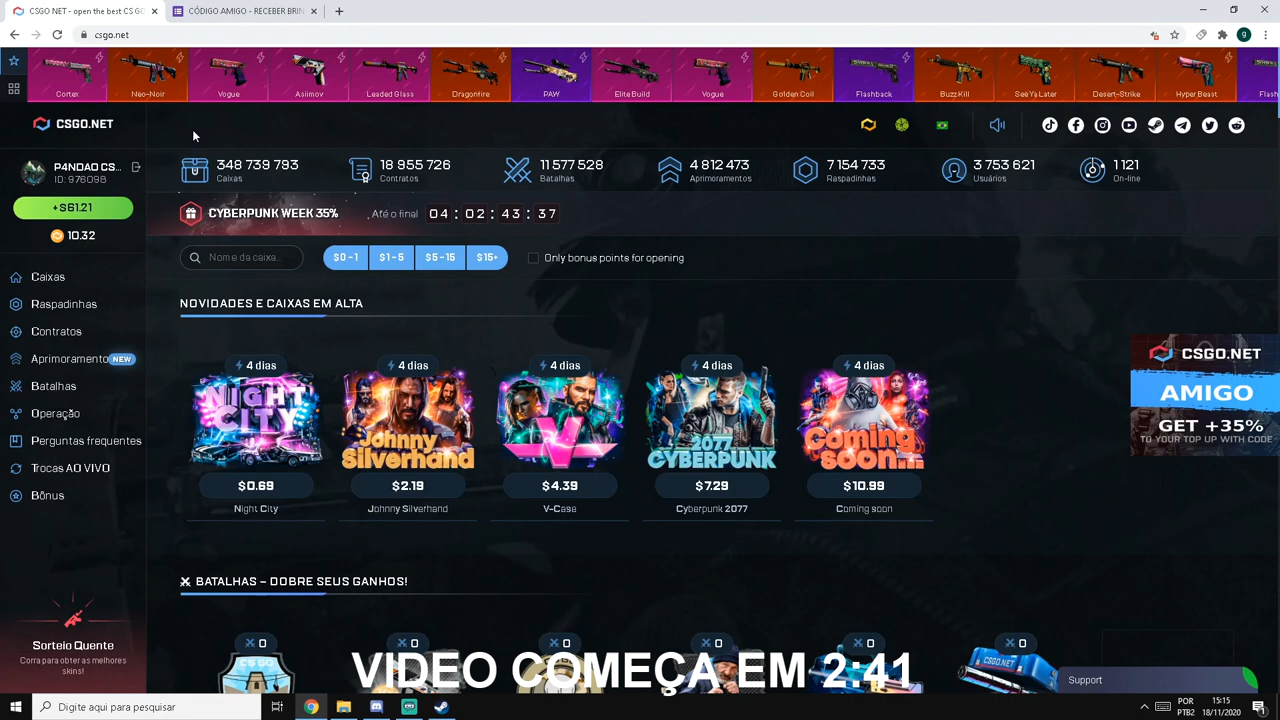 CSGO NET - open the best CS GO
CÓDIGO AMIGO - RECEBER BRIN
csgo.net
g
Cortex
Neo-Noir
Vogue
Asiimov
Leaded Glass
Dragonfire
PAW
Elite Build
Vogue
Golden Coil
Flashback
Buzz Kill
See Ya Later
Desert-Strike
Hyper Beast
Flash
CSGO.NET
P4NDAO CS...
ID: 976098
+$61.21
10.32
348 739 793
Caixas
18 955 726
Contratos
11 577 528
Batalhas
4 812 473
Aprimoramentos
7 154 733
Raspadinhas
3 753 621
Usuários
1 121
On-line
CYBERPUNK WEEK 35%
Até o final
04 : 02 : 43 : 37
Nome da caixa...
$0-1
$1-5
$5-15
$15+
Only bonus points for opening
Caixas
Raspadinhas
Contratos
Aprimoramento NEW
Batalhas
Operação
Perguntas frequentes
Trocas AO VIVO
Bônus
NOVIDADES E CAIXAS EM ALTA
4 dias
4 dias
4 dias
4 dias
4 dias
NIGHT CITY
Johnny Silverhand
V
2077 CYBERPUNK
Coming soon...
$0.69
$2.19
$4.39
$7.29
$10.99
Night City
Johnny Silverhand
V-Case
Cyberpunk 2077
Coming soon
CSGO.NET
AMIGO
GET +35%
TO YOUR TOP UP WITH CODE
BATALHAS – DOBRE SEUS GANHOS!
0
0
0
0
0
0
CS GO
CSGO.NET
Sorteio Quente
Corra para obter as melhores
skins!
VIDEO COMEÇA EM 2:41
Support
Digite aqui para pesquisar
POR
PTB2
15:15
18/11/2020
1